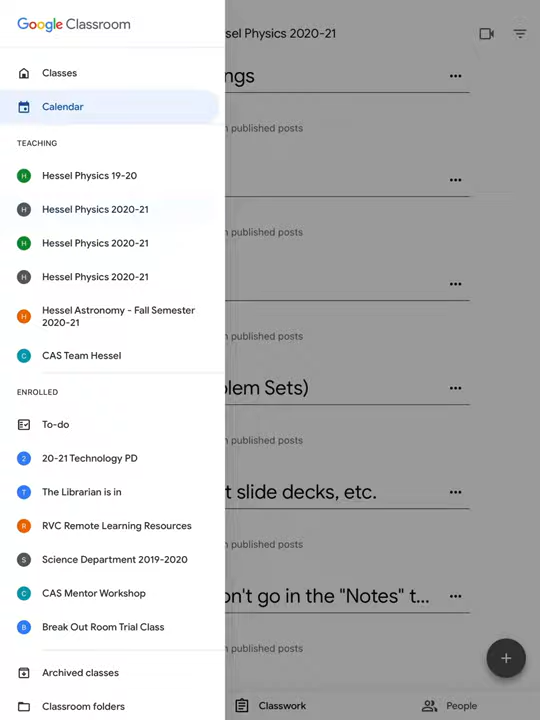 Google Classroom
Classes
Calendar
TEACHING
H Hessel Physics 19-20
H Hessel Physics 2020-21
H Hessel Physics 2020-21
H Hessel Physics 2020-21
H Hessel Astronomy - Fall Semester
2020-21
C CAS Team Hessel
ENROLLED
To-do
2 20-21 Technology PD
T The Librarian is in
R RVC Remote Learning Resources
S Science Department 2019-2020
C CAS Mentor Workshop
B Break Out Room Trial Class
Archived classes
Classroom folders
sel Physics 2020-21
ngs
published posts
published posts
published posts
blem Sets)
published posts
t slide decks, etc.
published posts
on't go in the "Notes" t...
published posts
Classwork
People